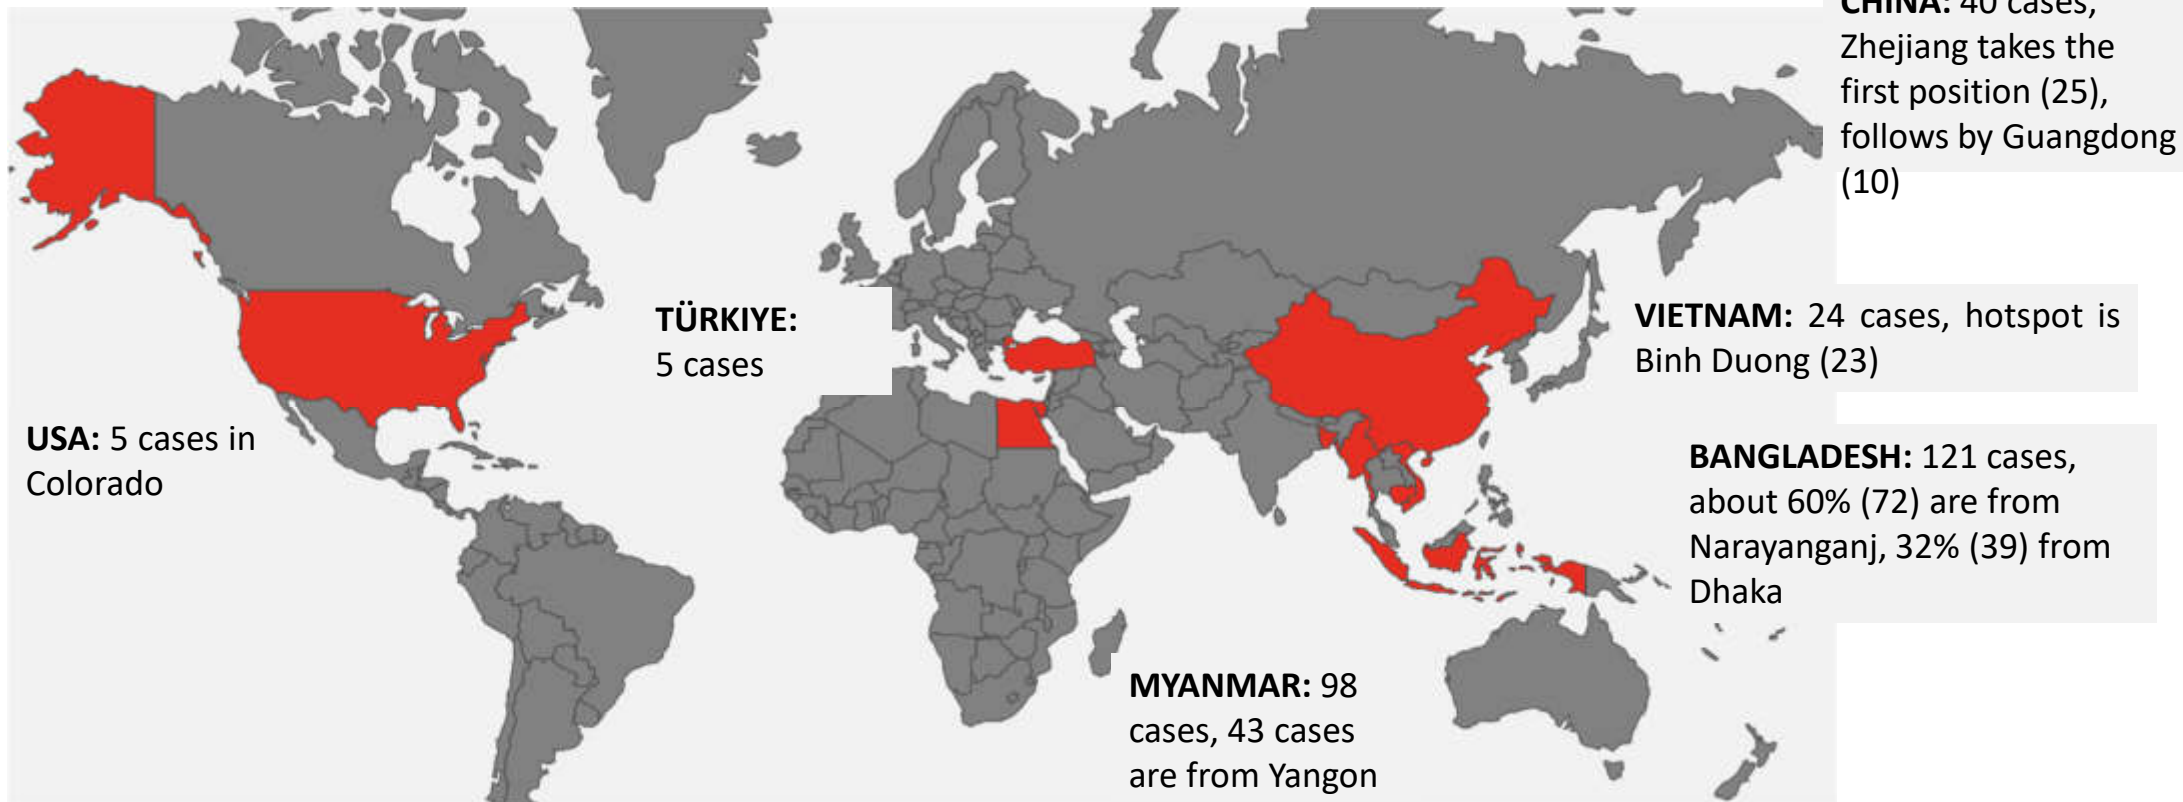 CHINA: 40 cases,
Zhejiang takes the
first position (25),
follows by Guangdong
(10)
TÜRKIYE:
5 cases
VIETNAM: 24 cases, hotspot is
Binh Duong (23)
USA: 5 cases in
Colorado
BANGLADESH: 121 cases,
about 60% (72) are from
Narayanganj, 32% (39) from
Dhaka
MYANMAR: 98
cases, 43 cases
are from Yangon